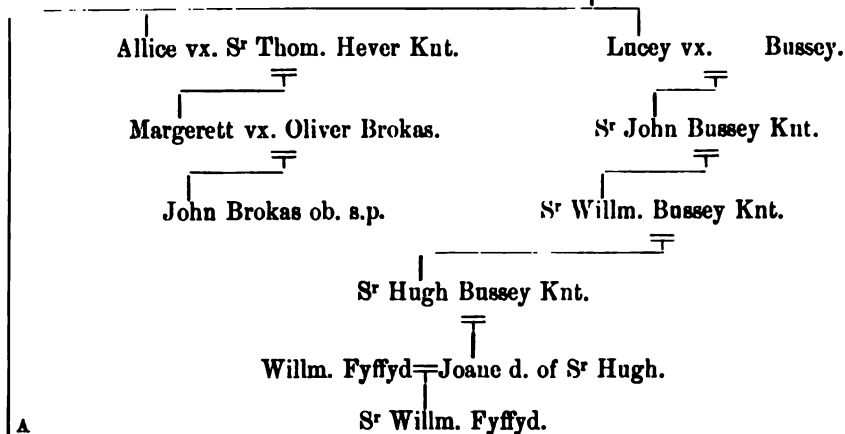 Allice vx. Sʳ Thom. Hever Knt. Lucey vx. Bussey.
Margerett vx. Oliver Brokas. Sʳ John Bussey Knt.
John Brokas ob. s.p. Sʳ Willm. Bussey Knt.
Sʳ Hugh Bussey Knt.
Willm. Fyffyd Joane d. of Sʳ Hugh.
A Sʳ Willm. Fyffyd.